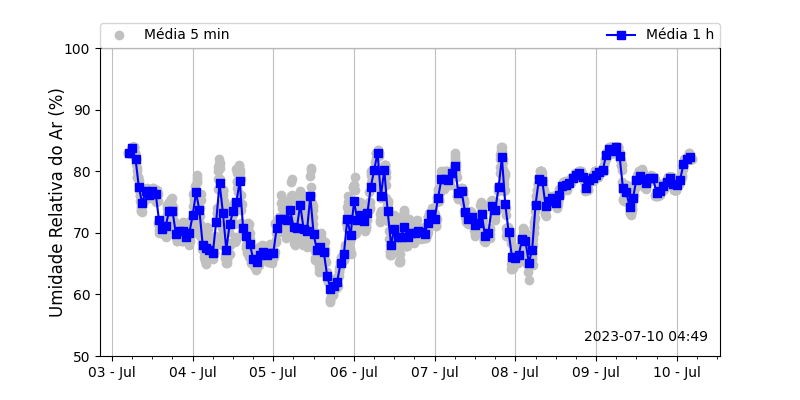 Média 5 min
Média 1 h
Umidade Relativa do Ar (%)
100
90
80
70
60
50
2023-07-10 04:49
03 - Jul
04 - Jul
05 - Jul
06 - Jul
07 - Jul
08 - Jul
09 - Jul
10 - Jul